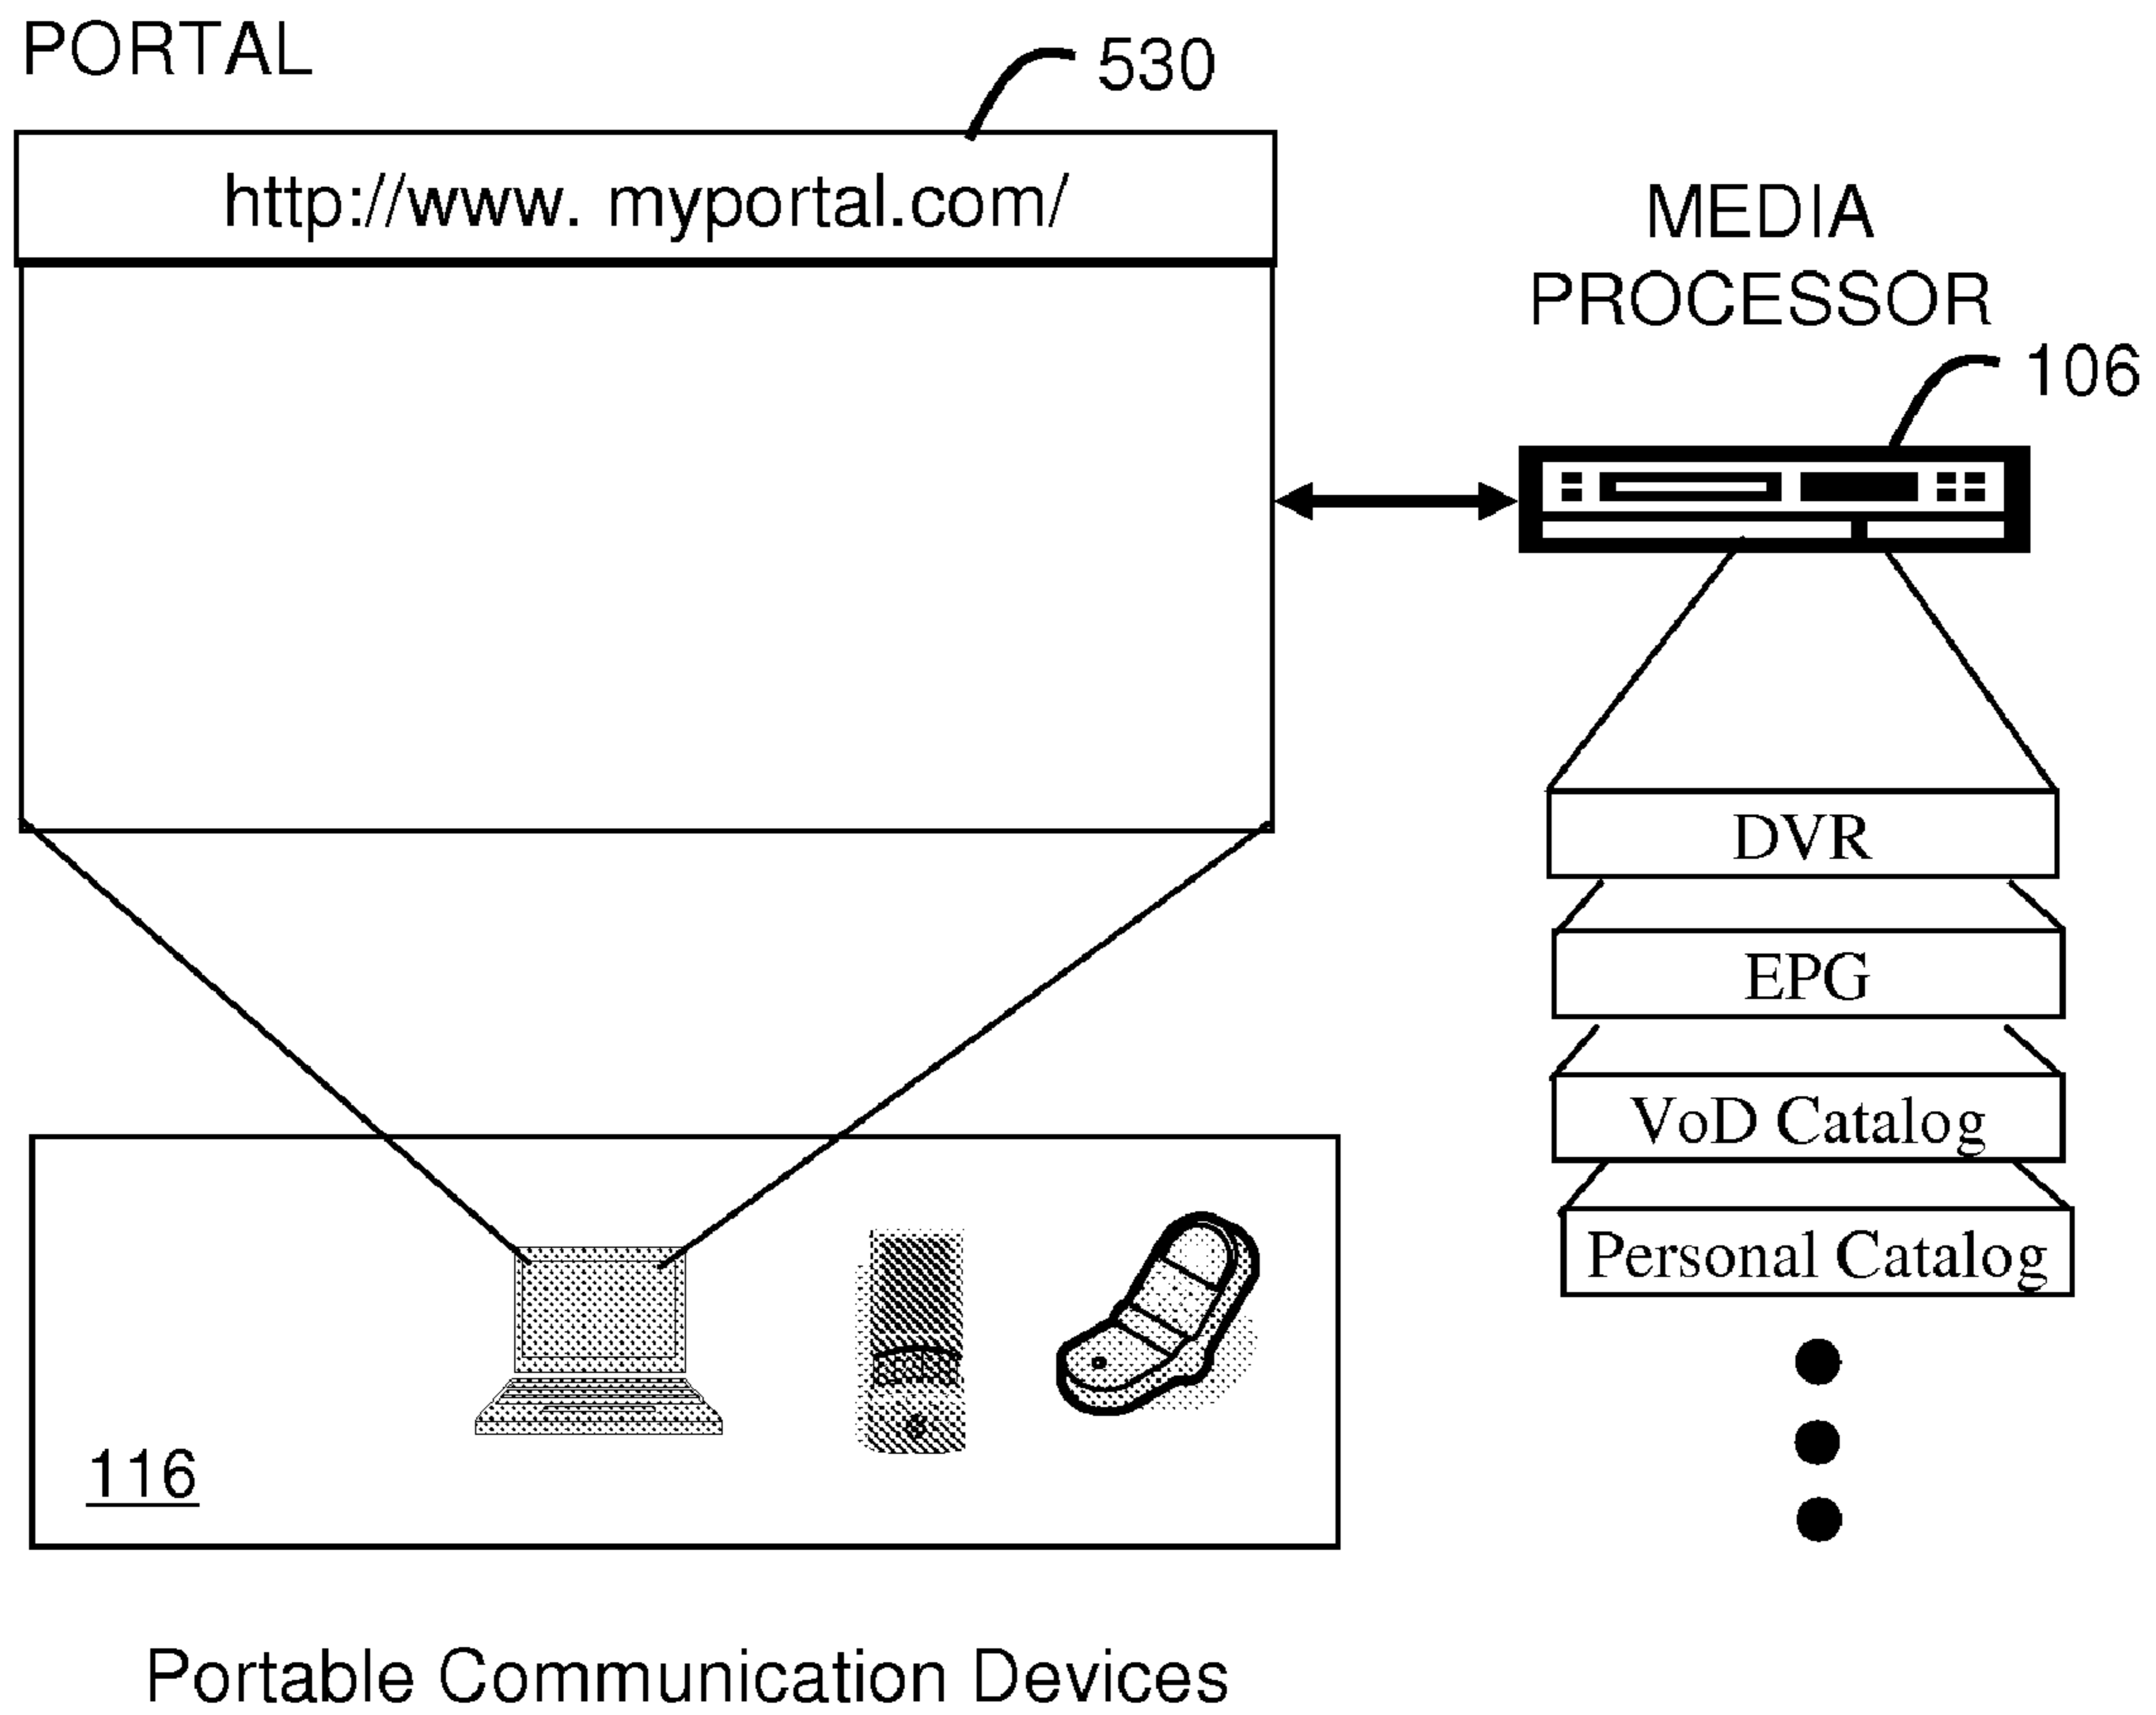 PORTAL
530
http://www. myportal.com/
MEDIA
PROCESSOR
106
DVR
EPG
VoD Catalog
Personal Catalog
116
Portable Communication Devices